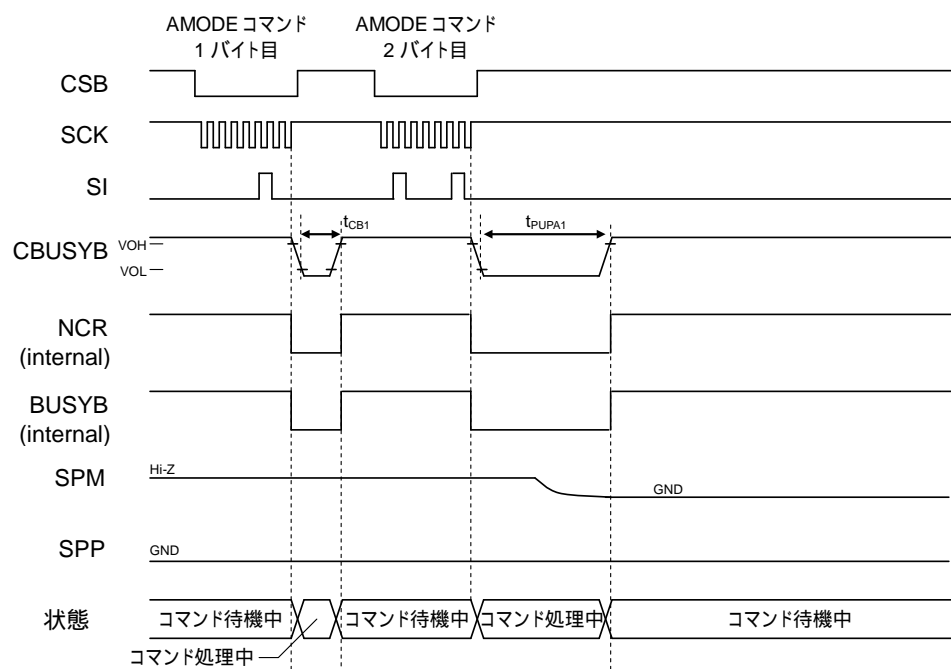 AMODE コマンド
1 バイト目
AMODE コマンド
2 バイト目
CSB
SCK
SI
CBUSYB
VOH
VOL
tCB1
tPUPA1
NCR
(internal)
BUSYB
(internal)
SPM
Hi-Z
GND
SPP
GND
状態
コマンド待機中
コマンド待機中
コマンド処理中
コマンド待機中
コマンド処理中